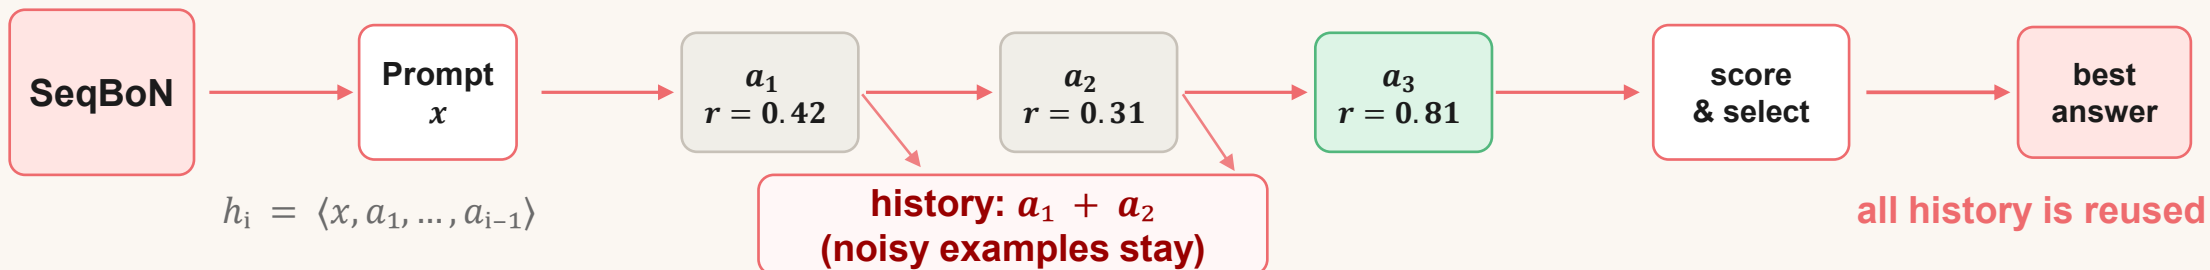 SeqBoN
Prompt
x
a₁
r = 0.42
a₂
r = 0.31
a₃
r = 0.81
score
& select
best
answer
hᵢ = ⟨x, a₁, …, aᵢ₋₁⟩
history: a₁ + a₂
(noisy examples stay)
all history is reused